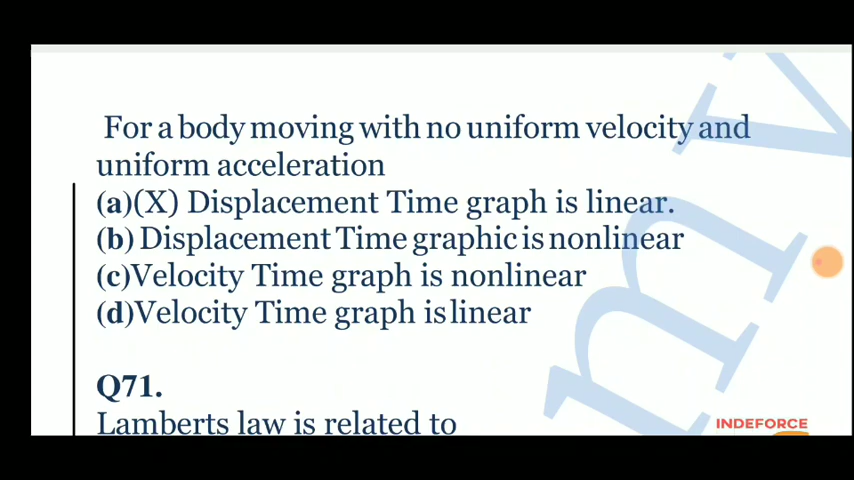 For a body moving with no uniform velocity and
uniform acceleration
(a)(X) Displacement Time graph is linear.
(b) Displacement Time graphic is nonlinear
(c)Velocity Time graph is nonlinear
(d)Velocity Time graph is linear
Q71.
Lamberts law is related to
INDEFORCE
my